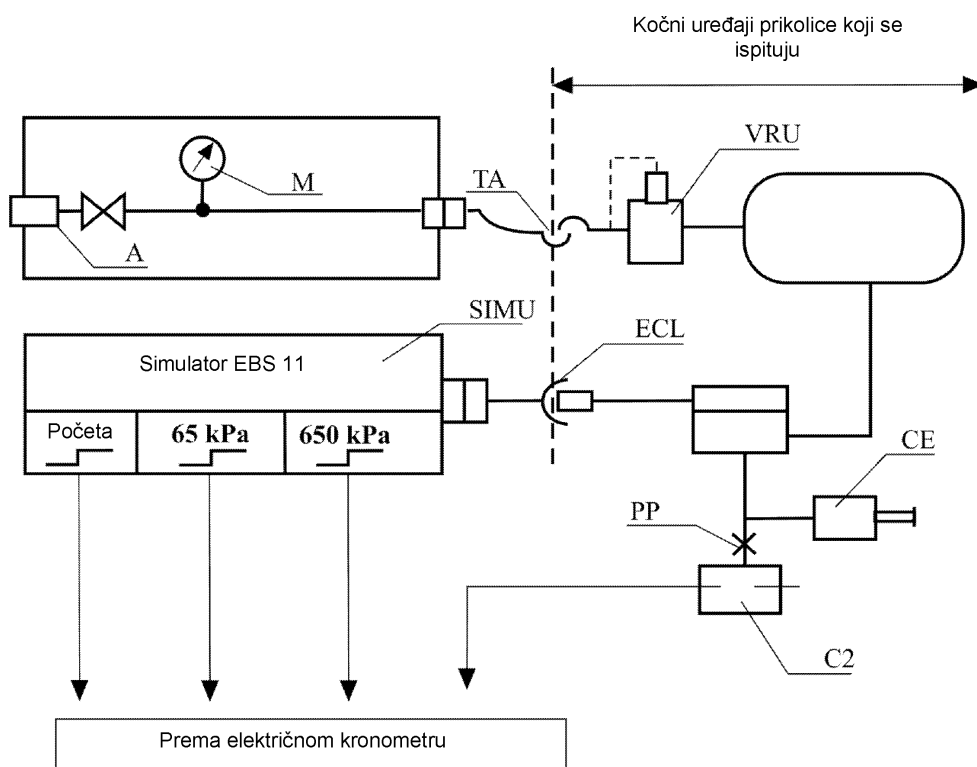 Kočni uređaji prikolice koji se
ispituju
VRU
TA
M
A
SIMU
ECL
Simulator EBS 11
Početa
65 kPa
650 kPa
CE
PP
C2
Prema električnom kronometru